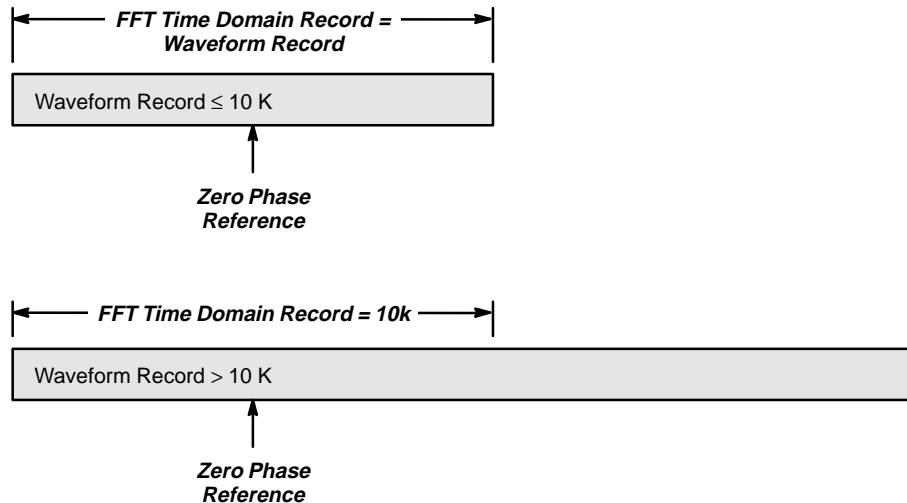 FFT Time Domain Record =
Waveform Record
Waveform Record ≤ 10 K
Zero Phase
Reference
FFT Time Domain Record = 10k
Waveform Record > 10 K
Zero Phase
Reference